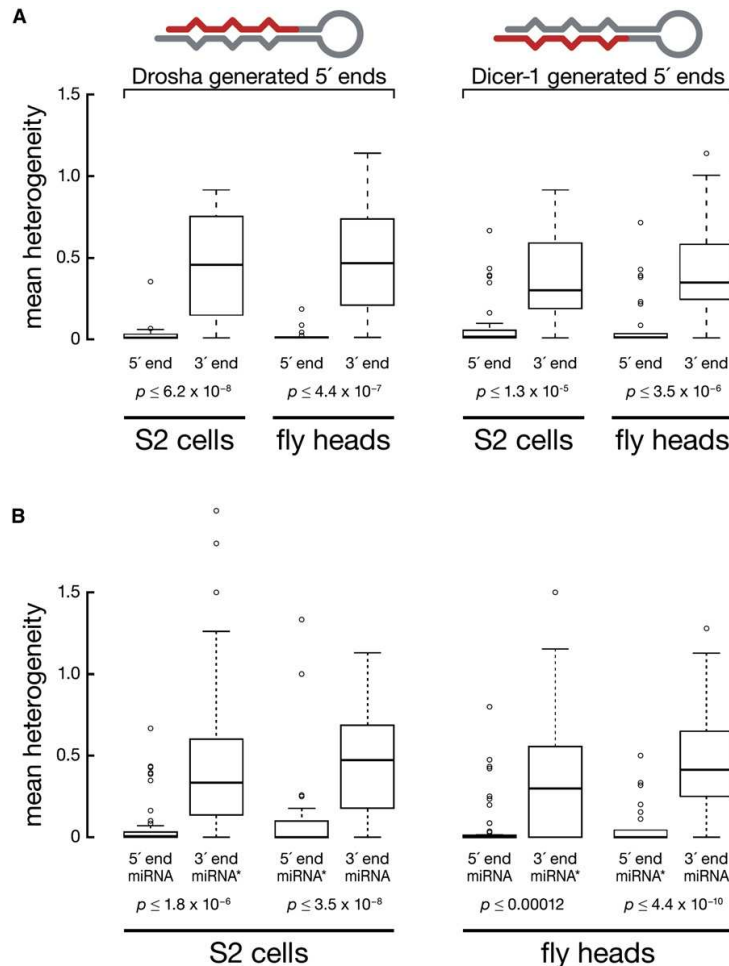 A
Drosha generated 5´ ends
Dicer-1 generated 5´ ends
mean heterogeneity
1.5
1.0
0.5
0
5´ end 3´ end 5´ end 3´ end 5´ end 3´ end 5´ end 3´ end
p ≤ 6.2 x 10⁻⁸ p ≤ 4.4 x 10⁻⁷ p ≤ 1.3 x 10⁻⁵ p ≤ 3.5 x 10⁻⁶
S2 cells fly heads S2 cells fly heads
B
mean heterogeneity
1.5
1.0
0.5
0
5´ end 3´ end 5´ end 3´ end 5´ end 3´ end 5´ end 3´ end
miRNA miRNA* miRNA* miRNA miRNA miRNA* miRNA* miRNA
p ≤ 1.8 x 10⁻⁶ p ≤ 3.5 x 10⁻⁸ p ≤ 0.00012 p ≤ 4.4 x 10⁻¹⁰
S2 cells fly heads